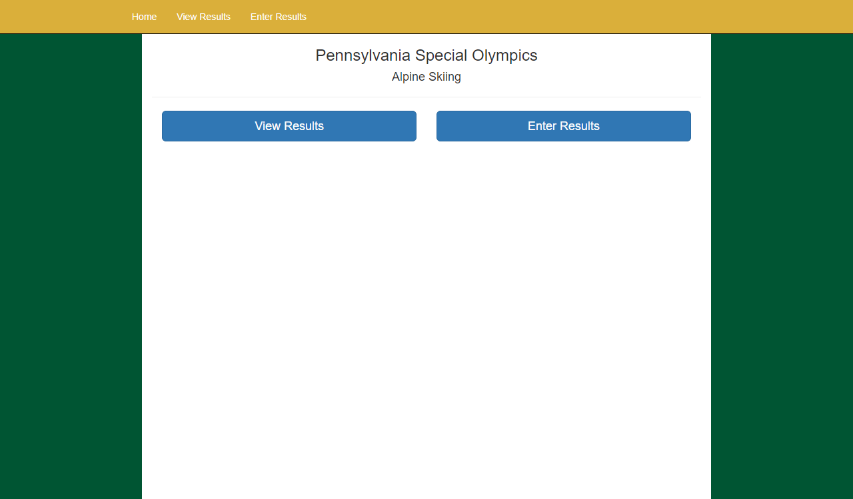 Home View Results Enter Results
Pennsylvania Special Olympics
Alpine Skiing
View Results Enter Results